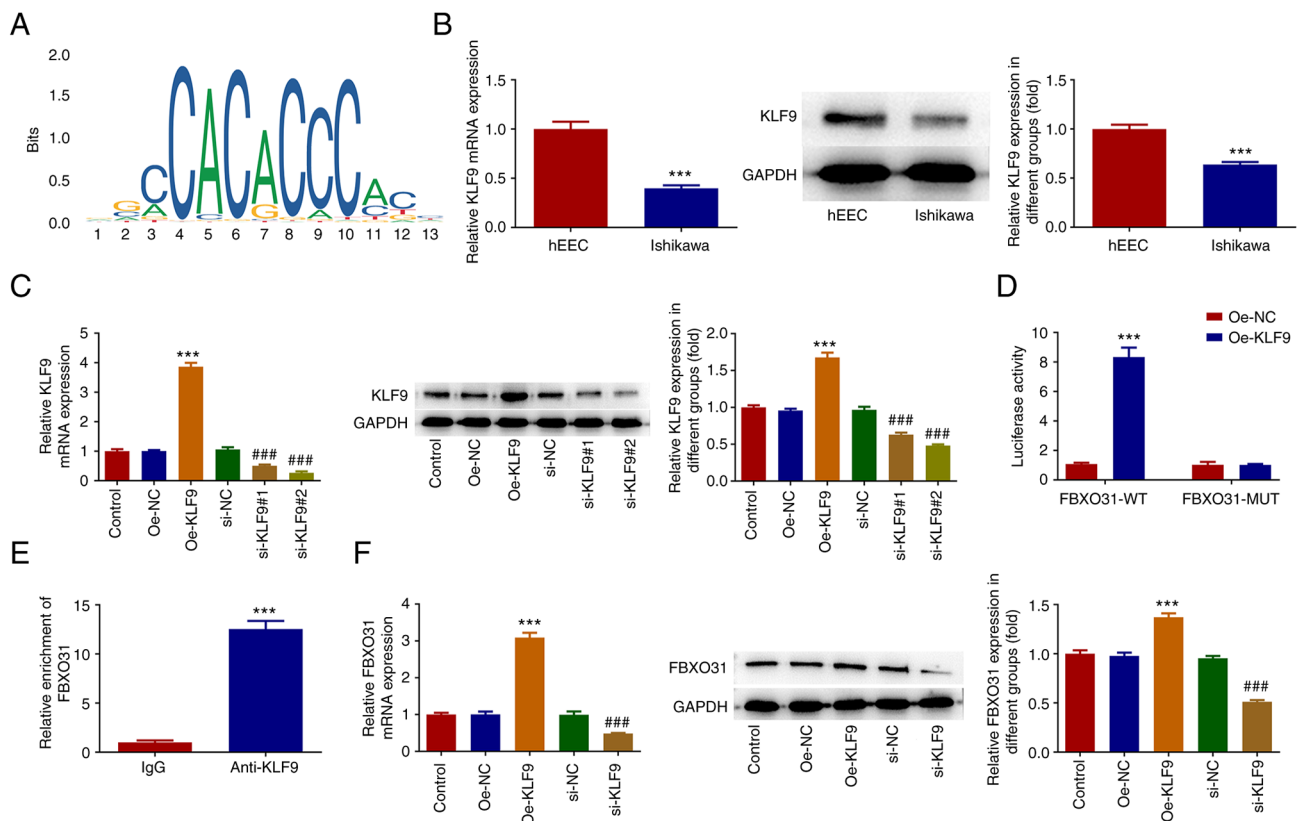 A
2.0
1.5
1.0
0.5
0.0
Bits
CCACACCCAC
1 2 3 4 5 6 7 8 9 10 11 12 13
B
Relative KLF9 mRNA expression
1.5
1.0
0.5
0.0
***
hEEC Ishikawa
KLF9
GAPDH
hEEC Ishikawa
Relative KLF9 expression in
different groups (fold)
1.5
1.0
0.5
0.0
***
hEEC Ishikawa
C
Relative KLF9
mRNA expression
5
4
3
2
1
0
***
###
###
Control
Oe-NC
Oe-KLF9
si-NC
si-KLF9#1
si-KLF9#2
KLF9
GAPDH
Control
Oe-NC
Oe-KLF9
si-NC
si-KLF9#1
si-KLF9#2
Relative KLF9 expression in
different groups (fold)
2.0
1.5
1.0
0.5
0.0
***
###
###
Control
Oe-NC
Oe-KLF9
si-NC
si-KLF9#1
si-KLF9#2
D
Oe-NC
Oe-KLF9
Luciferase activity
10
8
6
4
2
0
***
FBXO31-WT FBXO31-MUT
E
Relative enrichment of
FBXO31
15
10
5
0
***
IgG Anti-KLF9
F
Relative FBXO31
mRNA expression
4
3
2
1
0
***
###
Control
Oe-NC
Oe-KLF9
si-NC
si-KLF9
FBXO31
GAPDH
Control
Oe-NC
Oe-KLF9
si-NC
si-KLF9
Relative FBXO31 expression in
different groups (fold)
1.5
1.0
0.5
0.0
***
###
Control
Oe-NC
Oe-KLF9
si-NC
si-KLF9